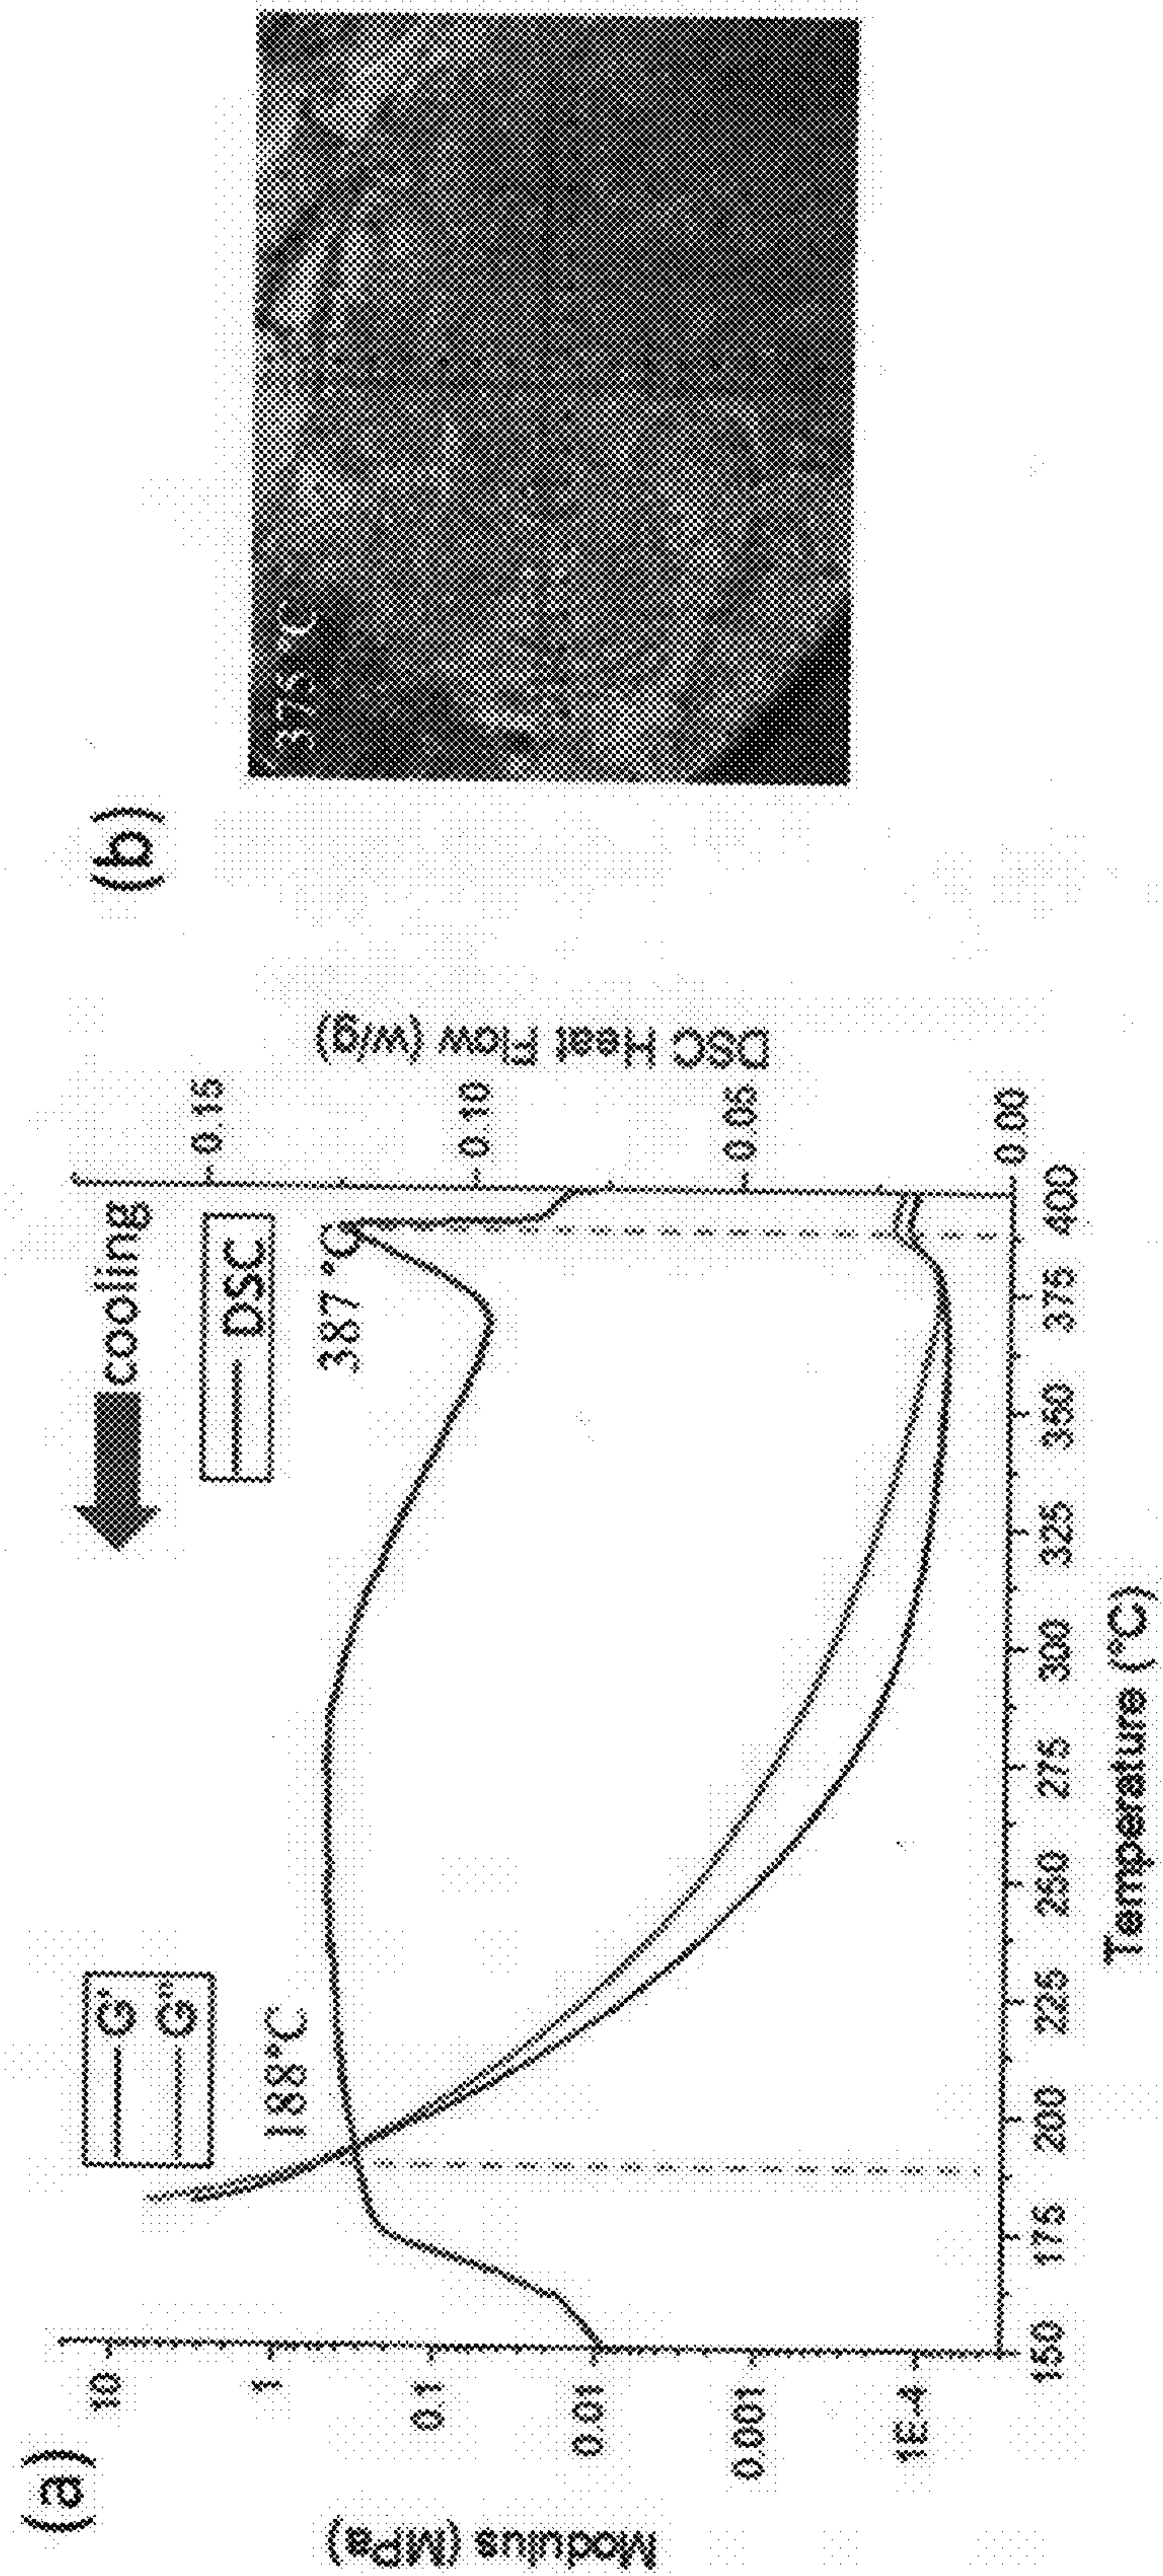 (a)
Modulus (MPa)
10
1
0.1
0.01
0.001
1E-4
G'
G''
188°C
cooling
DSC
387 °C
0.15
0.10
0.05
0.00
DSC Heat Flow (w/g)
150
175
200
225
250
275
300
325
350
375
400
Temperature (°C)
(b)
375 °C